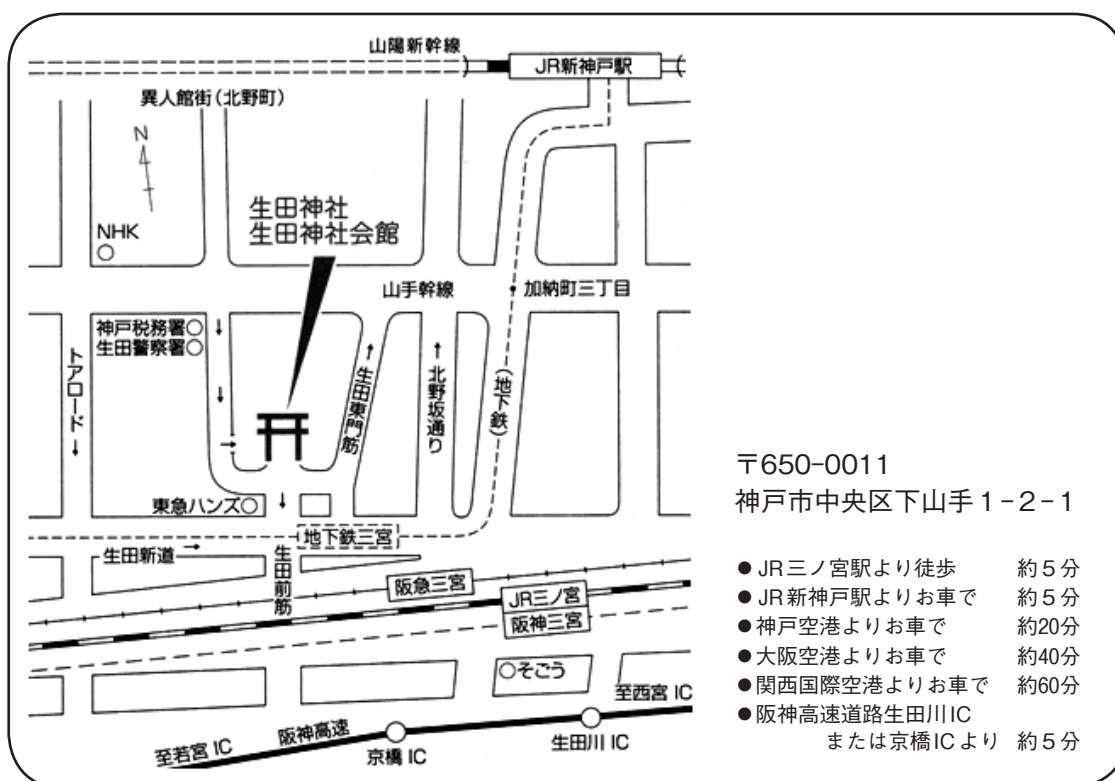 山陽新幹線
JR新神戸駅
異人館街(北野町)
N
生田神社
生田神社会館
NHK
山手幹線
加納町三丁目
神戸税務署
生田警察署
トアロード
生田東門筋
北野坂通り
(地下鉄)
東急ハンズ
地下鉄三宮
生田新道
生田前筋
阪急三宮
JR三ノ宮
阪神三宮
そごう
至西宮 IC
阪神高速
至若宮 IC
京橋 IC
生田川 IC
〒650-0011
神戸市中央区下山手1-2-1
●JR三ノ宮駅より徒歩 約5分
●JR新神戸駅よりお車で 約5分
●神戸空港よりお車で 約20分
●大阪空港よりお車で 約40分
●関西国際空港よりお車で 約60分
●阪神高速道路生田川IC
または京橋ICより 約5分